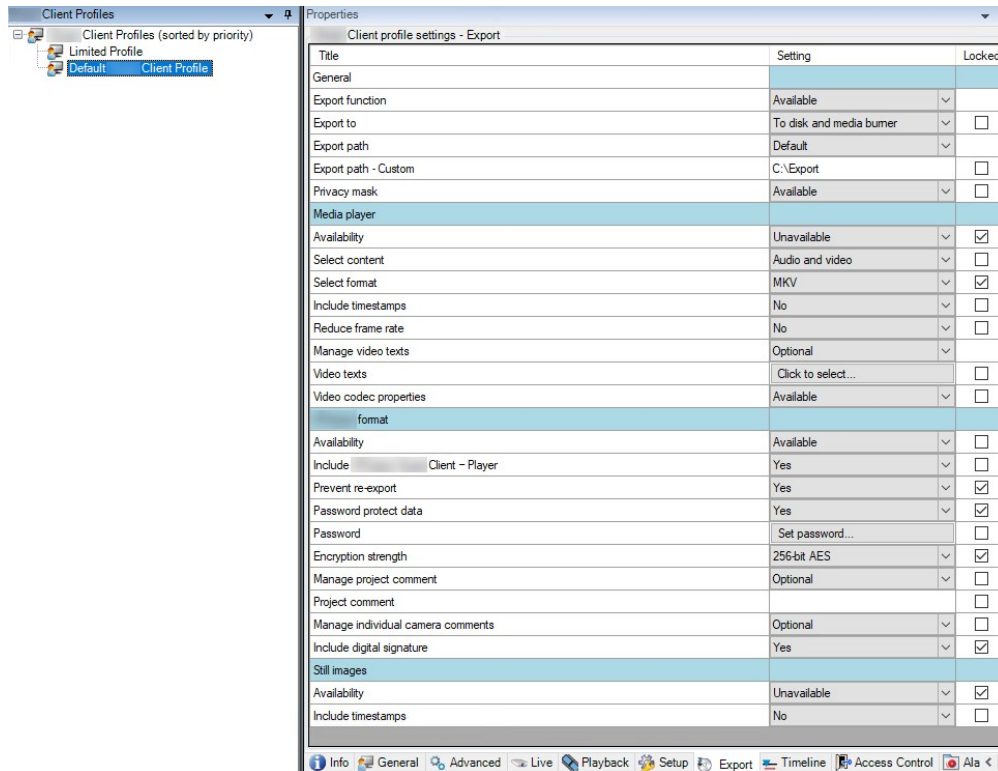 Client Profiles
Client Profiles (sorted by priority)
Limited Profile
Default Client Profile
Properties
Client profile settings - Export
Title Setting Locked
General
Export function Available
Export to To disk and media burner
Export path Default
Export path - Custom C:\Export
Privacy mask Available
Media player
Availability Unavailable
Select content Audio and video
Select format MKV
Include timestamps No
Reduce frame rate No
Manage video texts Optional
Video texts Click to select...
Video codec properties Available
format
Availability Available
Include Client – Player Yes
Prevent re-export Yes
Password protect data Yes
Password Set password...
Encryption strength 256-bit AES
Manage project comment Optional
Project comment
Manage individual camera comments Optional
Include digital signature Yes
Still images
Availability Unavailable
Include timestamps No
Info General Advanced Live Playback Setup Export Timeline Access Control Ala